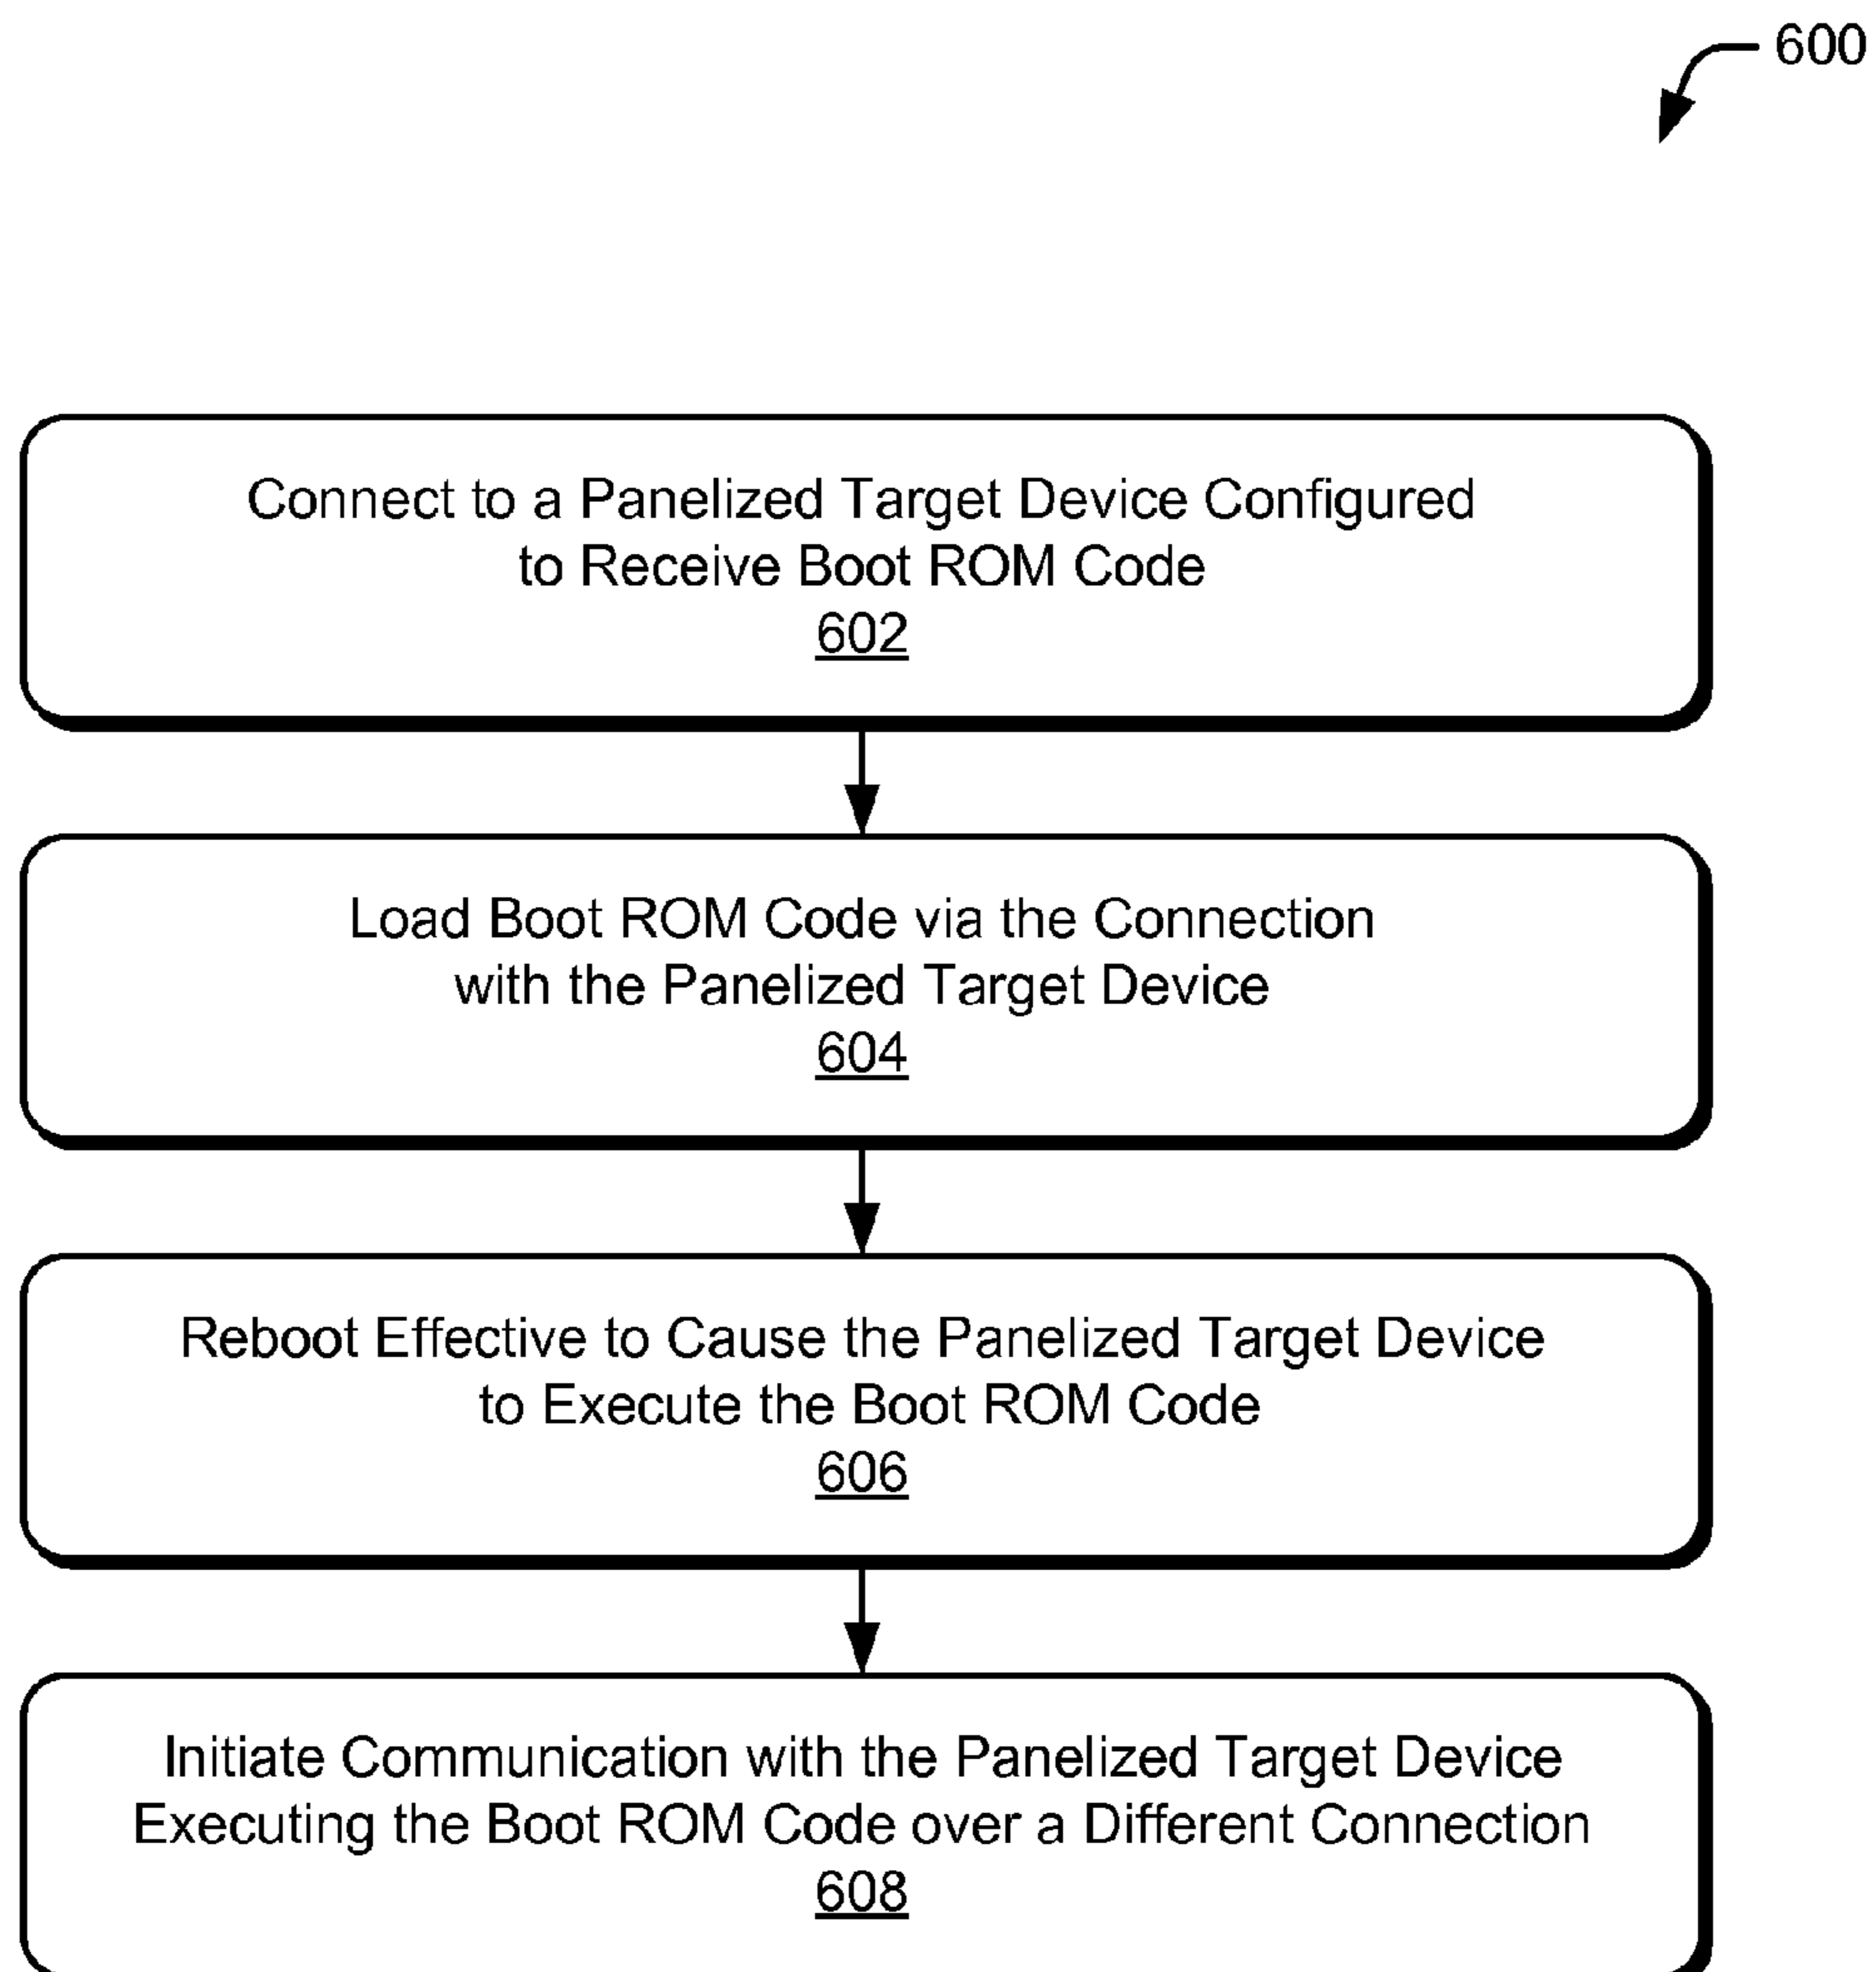 600
Connect to a Panelized Target Device Configured
to Receive Boot ROM Code
602
Load Boot ROM Code via the Connection
with the Panelized Target Device
604
Reboot Effective to Cause the Panelized Target Device
to Execute the Boot ROM Code
606
Initiate Communication with the Panelized Target Device
Executing the Boot ROM Code over a Different Connection
608